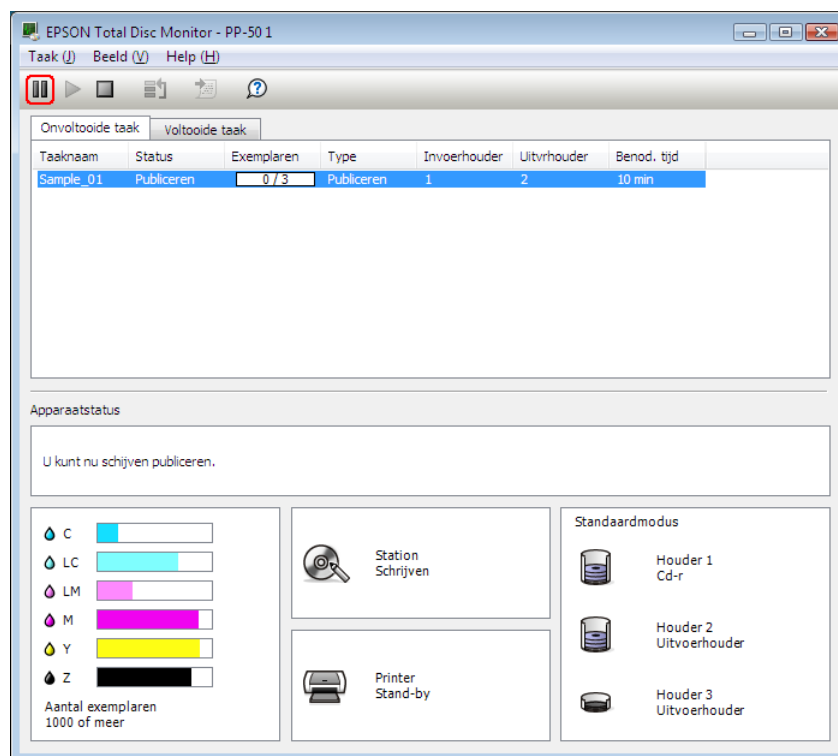 EPSON Total Disc Monitor - PP-50 1
Taak (J) Beeld (V) Help (H)
Onvoltooide taak Voltooide taak
Taaknaam Status Exemplaren Type Invoerhouder Uitvrhouder Benod. tijd
Sample_01 Publiceren 0 / 3 Publiceren 1 2 10 min
Apparaatstatus
U kunt nu schijven publiceren.
C
LC
LM
M
Y
Z
Aantal exemplaren
1000 of meer
Station
Schrijven
Printer
Stand-by
Standaardmodus
Houder 1
Cd-r
Houder 2
Uitvoerhouder
Houder 3
Uitvoerhouder